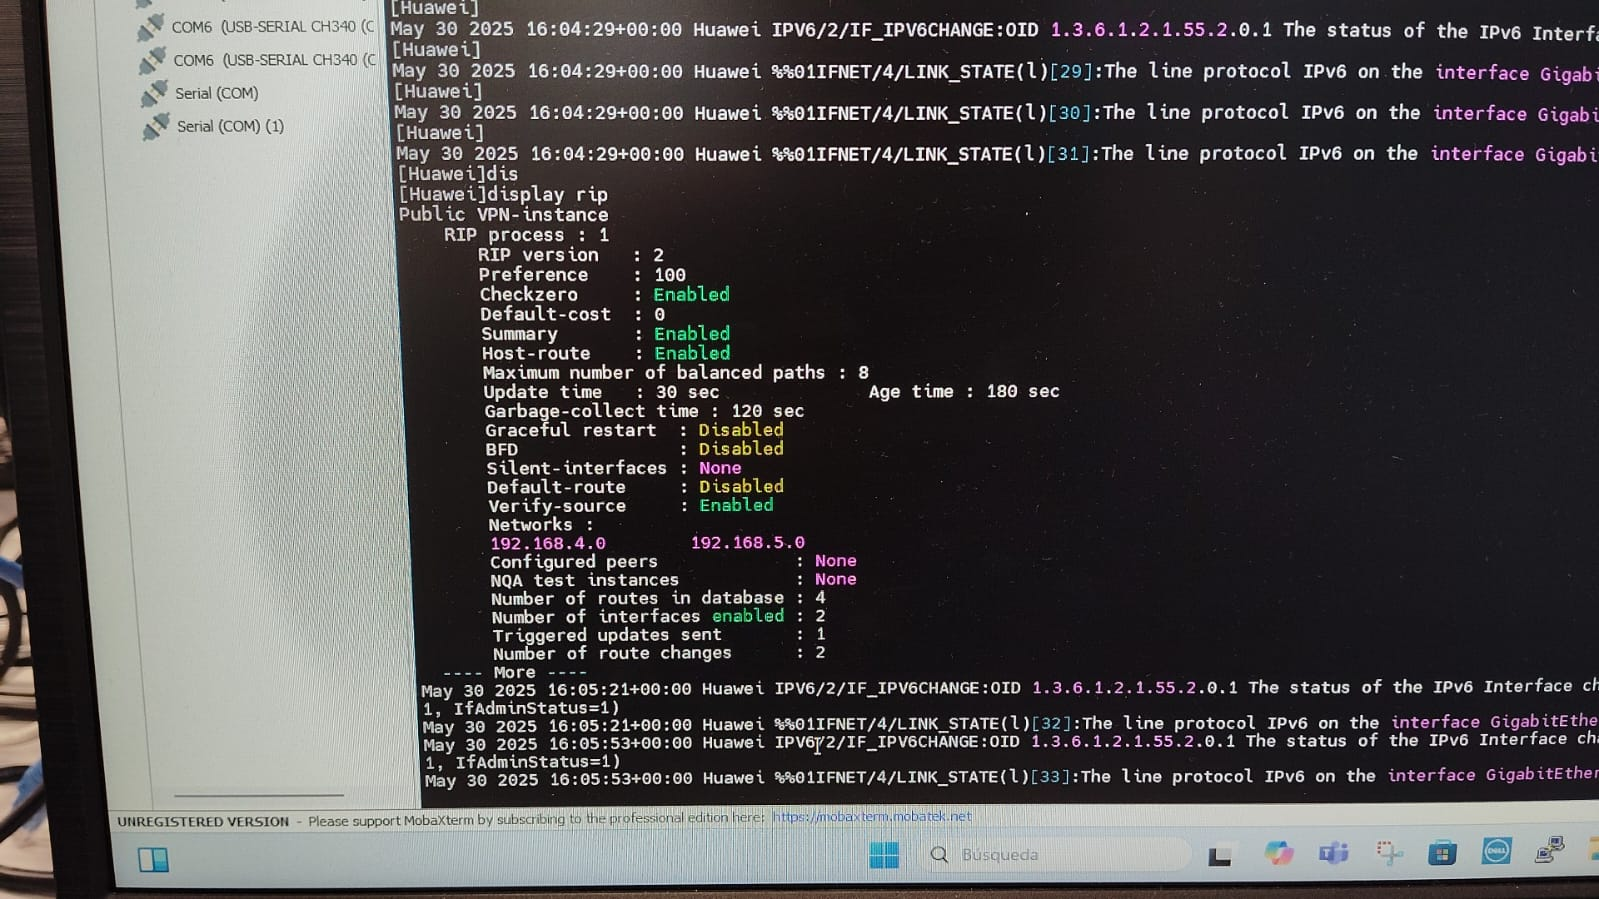 COM6 (USB-SERIAL CH340 (C
COM6 (USB-SERIAL CH340 (C
Serial (COM)
Serial (COM) (1)
[Huawei]
May 30 2025 16:04:29+00:00 Huawei IPV6/2/IF_IPV6CHANGE:OID 1.3.6.1.2.1.55.2.0.1 The status of the IPv6 Interfa
[Huawei]
May 30 2025 16:04:29+00:00 Huawei %%01IFNET/4/LINK_STATE(l)[29]:The line protocol IPv6 on the interface Gigabi
[Huawei]
May 30 2025 16:04:29+00:00 Huawei %%01IFNET/4/LINK_STATE(l)[30]:The line protocol IPv6 on the interface Gigabi
[Huawei]
May 30 2025 16:04:29+00:00 Huawei %%01IFNET/4/LINK_STATE(l)[31]:The line protocol IPv6 on the interface Gigabi
[Huawei]dis
[Huawei]display rip
Public VPN-instance
RIP process : 1
RIP version : 2
Preference : 100
Checkzero : Enabled
Default-cost : 0
Summary : Enabled
Host-route : Enabled
Maximum number of balanced paths : 8
Update time : 30 sec Age time : 180 sec
Garbage-collect time : 120 sec
Graceful restart : Disabled
BFD : Disabled
Silent-interfaces : None
Default-route : Disabled
Verify-source : Enabled
Networks :
192.168.4.0 192.168.5.0
Configured peers : None
NQA test instances : None
Number of routes in database : 4
Number of interfaces enabled : 2
Triggered updates sent : 1
Number of route changes : 2
---- More ----
May 30 2025 16:05:21+00:00 Huawei IPV6/2/IF_IPV6CHANGE:OID 1.3.6.1.2.1.55.2.0.1 The status of the IPv6 Interface ch
1, IfAdminStatus=1)
May 30 2025 16:05:21+00:00 Huawei %%01IFNET/4/LINK_STATE(l)[32]:The line protocol IPv6 on the interface GigabitEthe
May 30 2025 16:05:53+00:00 Huawei IPV6/2/IF_IPV6CHANGE:OID 1.3.6.1.2.1.55.2.0.1 The status of the IPv6 Interface cha
1, IfAdminStatus=1)
May 30 2025 16:05:53+00:00 Huawei %%01IFNET/4/LINK_STATE(l)[33]:The line protocol IPv6 on the interface GigabitEther
UNREGISTERED VERSION - Please support MobaXterm by subscribing to the professional edition here: https://mobaxterm.mobatek.net
Búsqueda
DELL